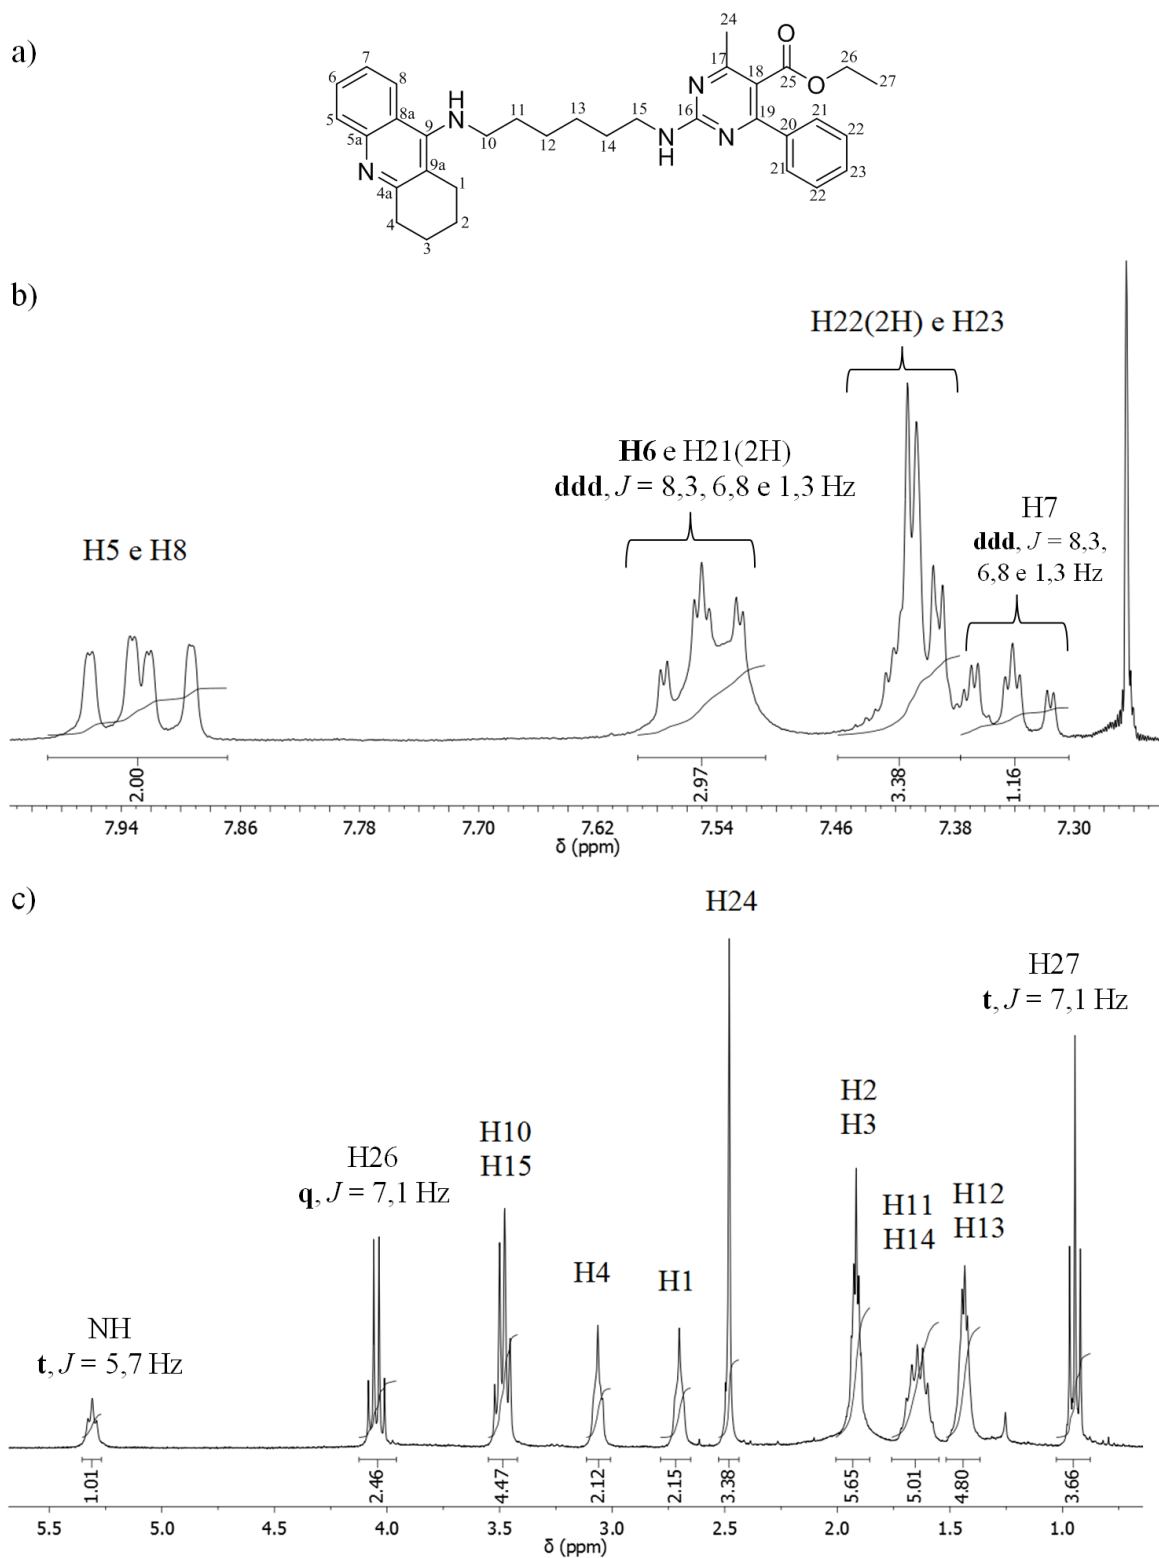 a)
24
O
26
27
25
O
17
18
N
16
19
N
20
21
22
23
22
21
15
N
H
14
13
12
11
10
H
N
9
8
7
6
5
8a
5a
9a
4a
N
1
2
3
4
b)
H22(2H) e H23
H6 e H21(2H)
ddd, J = 8,3, 6,8 e 1,3 Hz
H7
ddd, J = 8,3,
6,8 e 1,3 Hz
H5 e H8
2.00
2.97
3.38
1.16
7.94 7.86 7.78 7.70 7.62 7.54 7.46 7.38 7.30
δ (ppm)
c)
H24
H27
t, J = 7,1 Hz
H2
H3
H10
H15
H26
q, J = 7,1 Hz
H11
H14
H12
H13
H4
H1
NH
t, J = 5,7 Hz
1.01
2.46
4.47
2.12
2.15
3.38
5.65
5.01
4.80
3.66
5.5 5.0 4.5 4.0 3.5 3.0 2.5 2.0 1.5 1.0
δ (ppm)